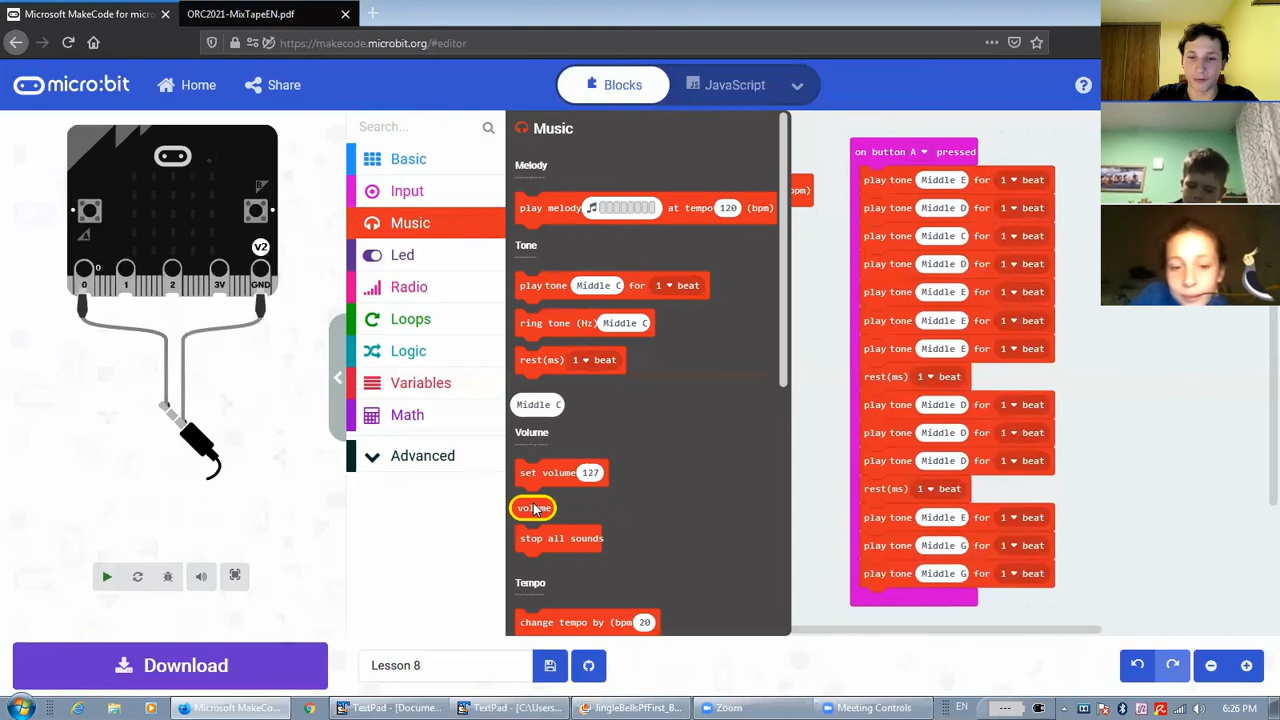 Microsoft MakeCode for micro
ORC2021-MixTapeEN.pdf
https://makecode.microbit.org/#editor
micro:bit
Home
Share
Blocks
JavaScript
Search...
Basic
Input
Music
Led
Radio
Loops
Logic
Variables
Math
Advanced
A
B
V2
0
0 1 2 3V GND
Music
Melody
play melody at tempo 120 (bpm)
Tone
play tone Middle C for 1 beat
ring tone (Hz) Middle C
rest(ms) 1 beat
Middle C
Volume
set volume 127
volume
stop all sounds
Tempo
change tempo by (bpm 20
bpm)
on button A pressed
play tone Middle E for 1 beat
play tone Middle D for 1 beat
play tone Middle C for 1 beat
play tone Middle D for 1 beat
play tone Middle E for 1 beat
play tone Middle E for 1 beat
play tone Middle E for 1 beat
rest(ms) 1 beat
play tone Middle D for 1 beat
play tone Middle D for 1 beat
play tone Middle D for 1 beat
rest(ms) 1 beat
play tone Middle E for 1 beat
play tone Middle G for 1 beat
play tone Middle G for 1 beat
Download
Lesson 8
Microsoft MakeCo...
TextPad - [Docume...
TextPad - [C:\Users...
JingleBellsPfFirst_B...
Zoom
Meeting Controls
EN
6:26 PM